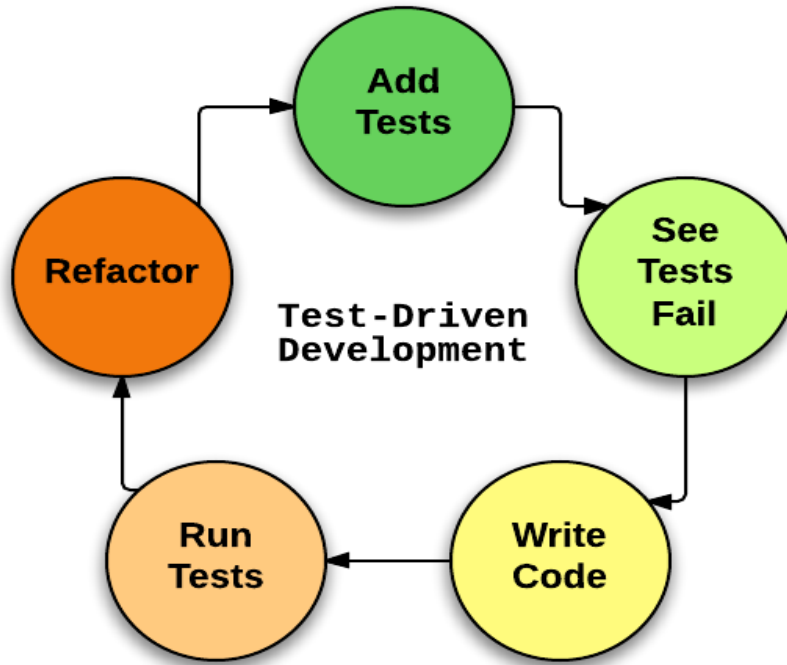 Add
Tests
See
Tests
Fail
Refactor
Test-Driven
Development
Write
Code
Run
Tests